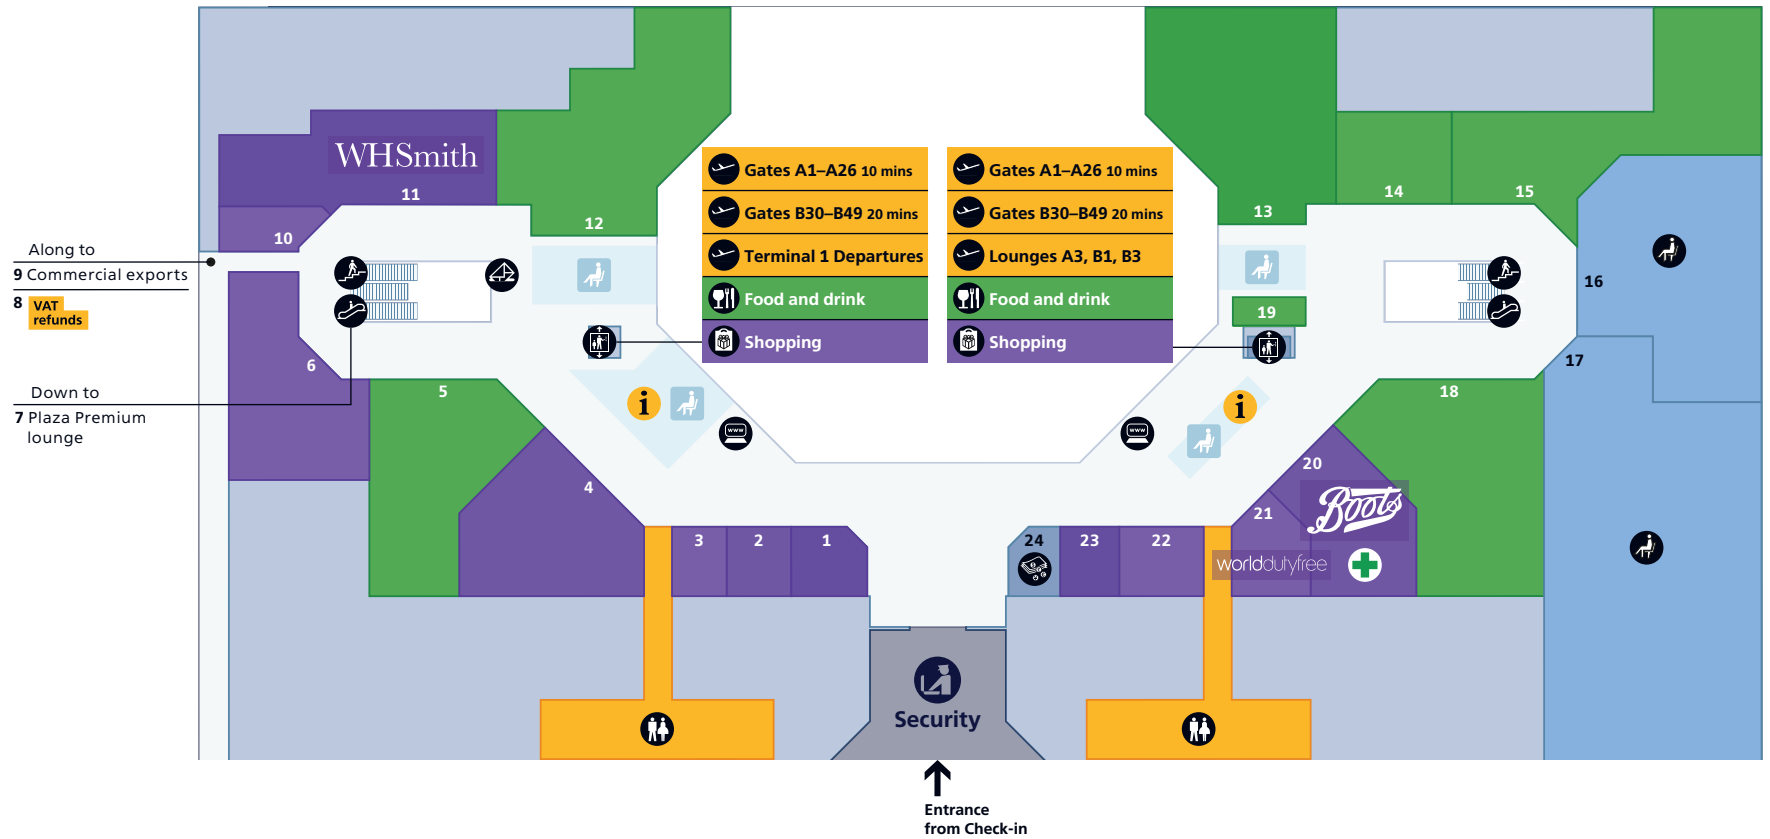 WHSmith
11
10
12
13
14
15
16
17
18
19
Along to
9 Commercial exports
8 VAT
refunds
Down to
7 Plaza Premium
lounge
6
5
4
3
2
1
Gates A1–A26 10 mins
Gates B30–B49 20 mins
Terminal 1 Departures
Food and drink
Shopping
Gates A1–A26 10 mins
Gates B30–B49 20 mins
Lounges A3, B1, B3
Food and drink
Shopping
i
www
www
i
20
Boots
21
worlddutyfree
22
23
24
Security
Entrance
from Check-in